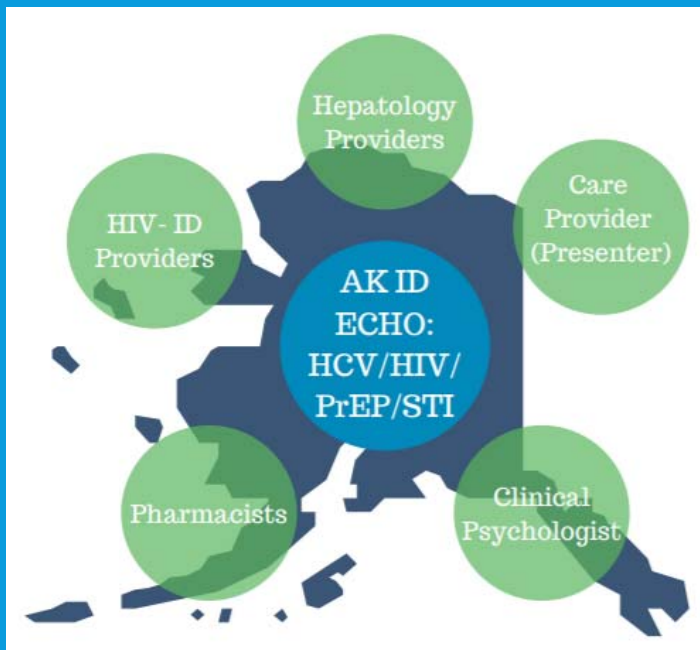 Hepatology
Providers
HIV- ID
Providers
Care
Provider
(Presenter)
AK ID
ECHO:
HCV/HIV/
PrEP/STI
Pharmacists
Clinical
Psychologist